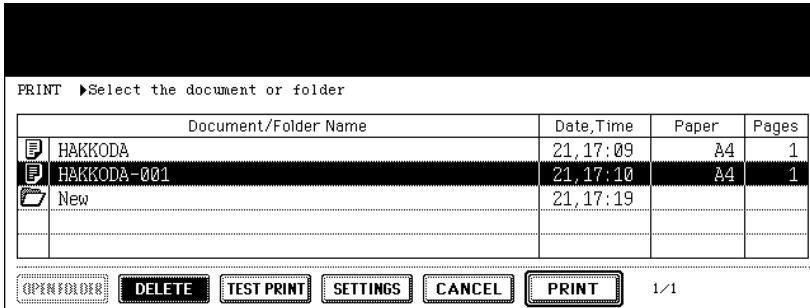 PRINT ▶Select the document or folder
Document/Folder Name Date,Time Paper Pages
HAKKODA 21,17:09 A4 1
HAKKODA-001 21,17:10 A4 1
New 21,17:19
OPEN FOLDER DELETE TEST PRINT SETTINGS CANCEL PRINT 1/1